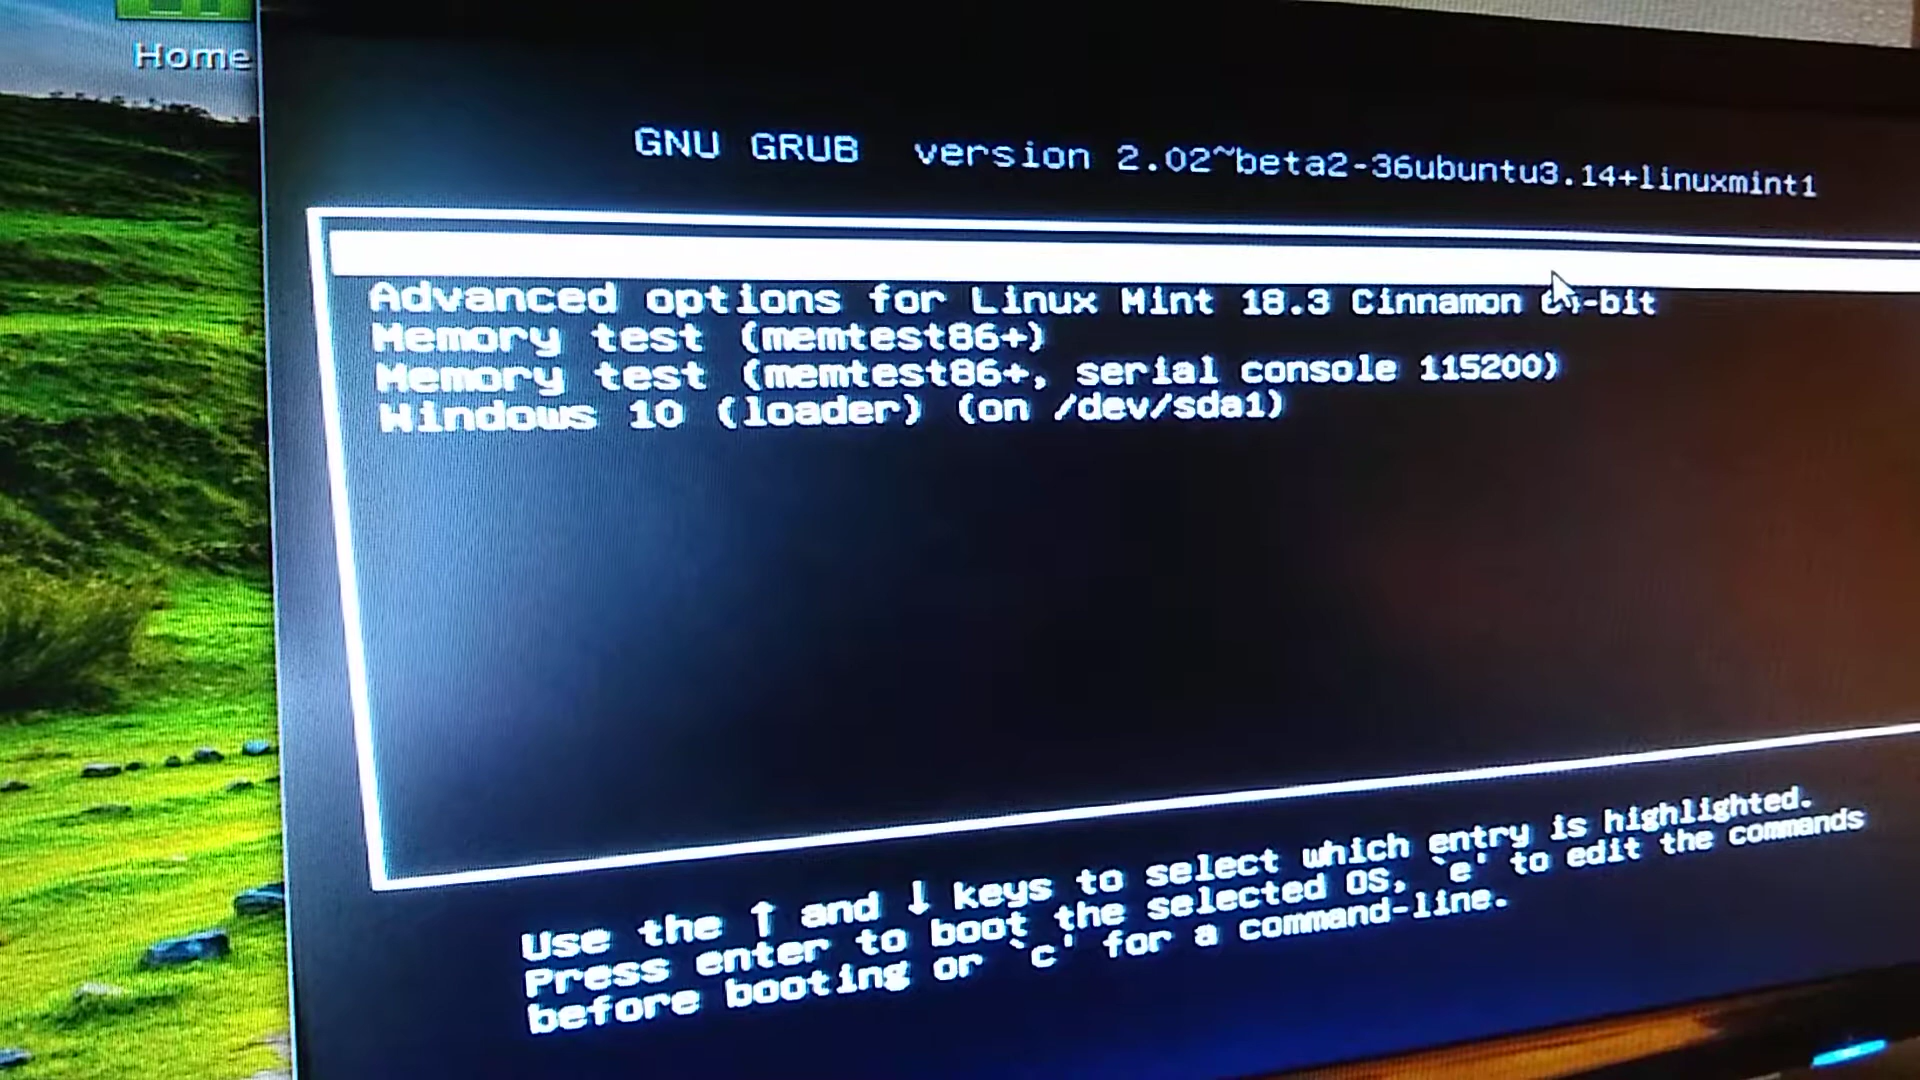 Home
GNU GRUB version 2.02~beta2-36ubuntu3.14+linuxmint1
Advanced options for Linux Mint 18.3 Cinnamon 64-bit
Memory test (memtest86+)
Memory test (memtest86+, serial console 115200)
Windows 10 (loader) (on /dev/sda1)
Use the ↑ and ↓ keys to select which entry is highlighted.
Press enter to boot the selected OS, `e' to edit the commands
before booting or `c' for a command-line.